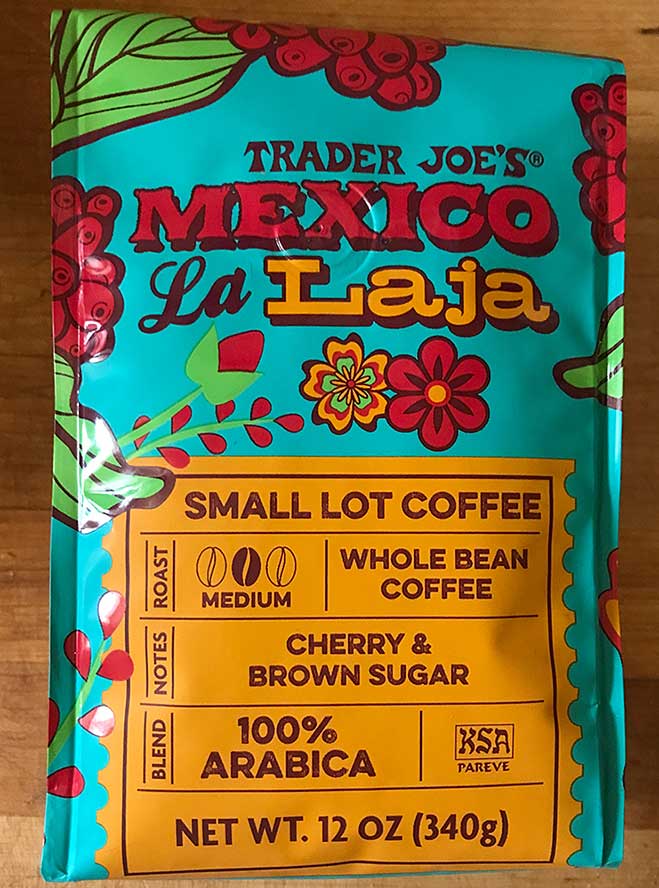 TRADER JOE'S®
MEXICO
La Laja
SMALL LOT COFFEE
ROAST
MEDIUM
WHOLE BEAN
COFFEE
NOTES
CHERRY &
BROWN SUGAR
BLEND
100%
ARABICA
KSA
PAREVE
NET WT. 12 OZ (340g)